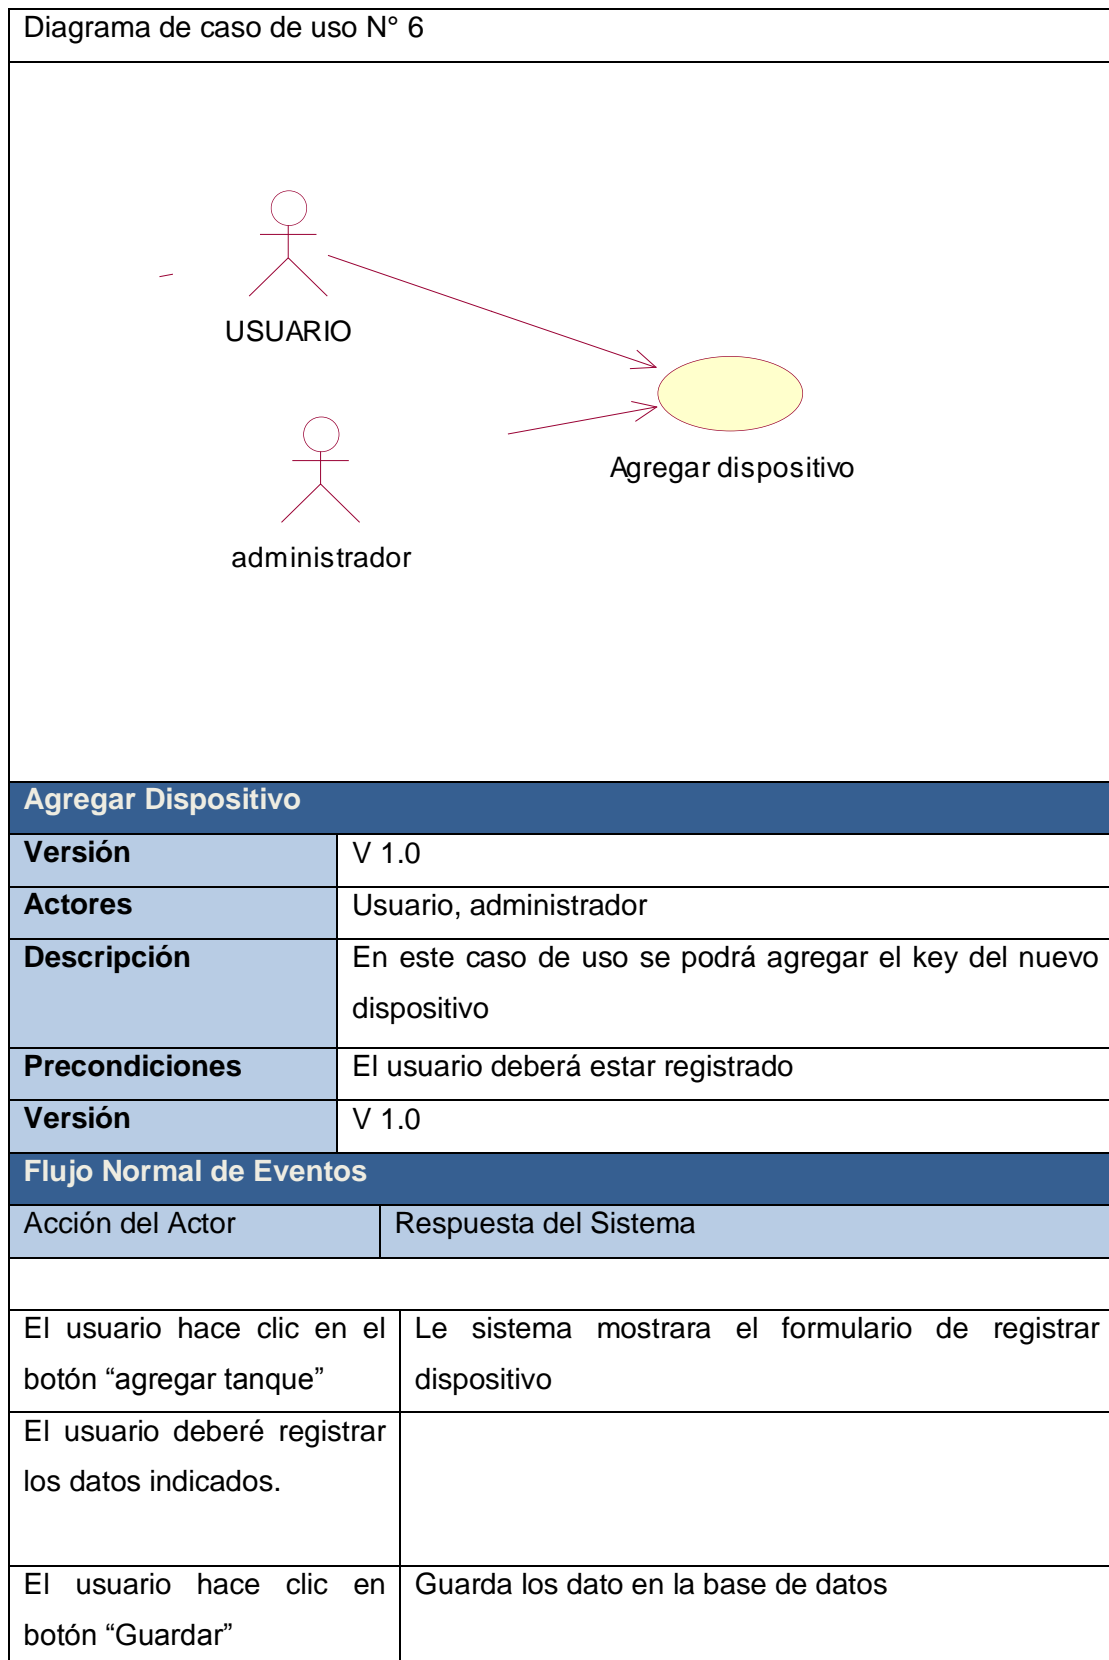 Diagrama de caso de uso N° 6
USUARIO
Agregar dispositivo
administrador
Agregar Dispositivo
Versión V 1.0
Actores Usuario, administrador
Descripción En este caso de uso se podrá agregar el key del nuevo
dispositivo
Precondiciones El usuario deberá estar registrado
Versión V 1.0
Flujo Normal de Eventos
Acción del Actor Respuesta del Sistema
El usuario hace clic en el
botón “agregar tanque”
Le sistema mostrara el formulario de registrar
dispositivo
El usuario deberé registrar
los datos indicados.
El usuario hace clic en
botón “Guardar”
Guarda los dato en la base de datos